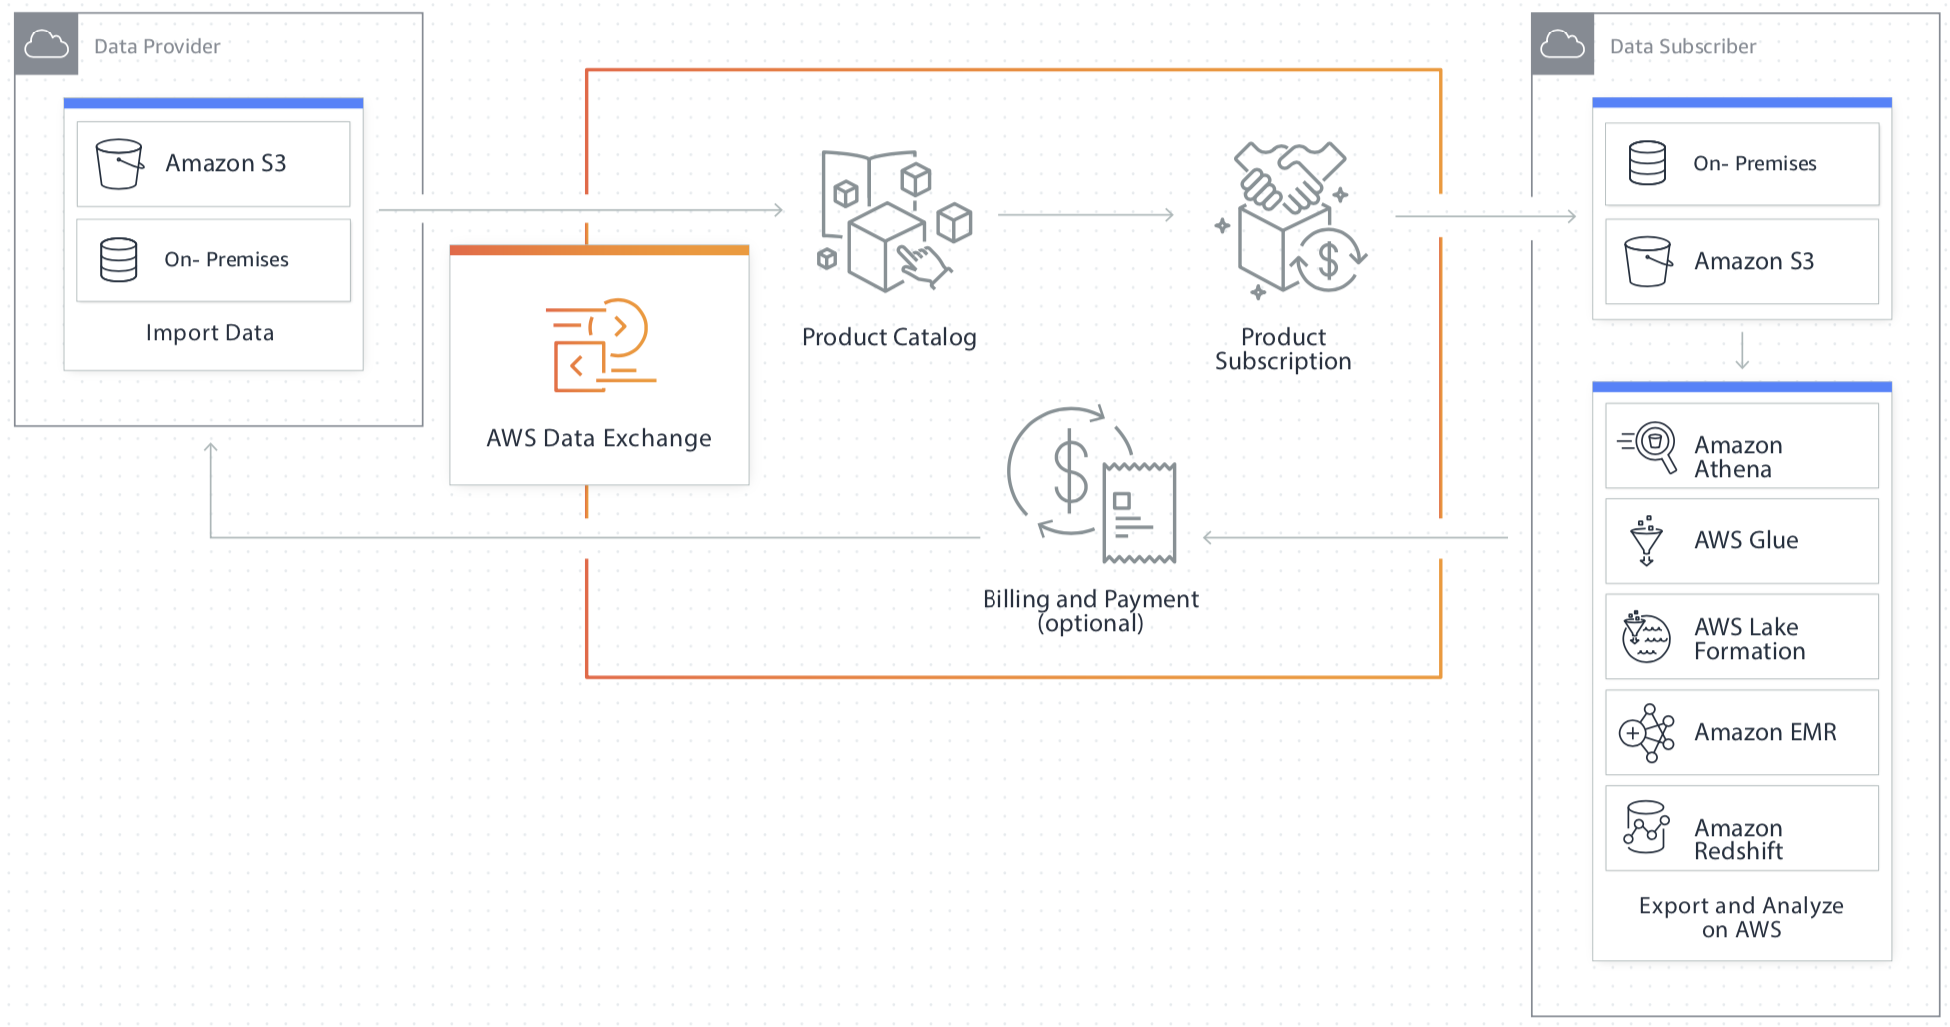 Data Provider
Amazon S3
On- Premises
Import Data
AWS Data Exchange
Product Catalog
Product
Subscription
Billing and Payment
(optional)
Data Subscriber
On- Premises
Amazon S3
Amazon
Athena
AWS Glue
AWS Lake
Formation
Amazon EMR
Amazon
Redshift
Export and Analyze
on AWS